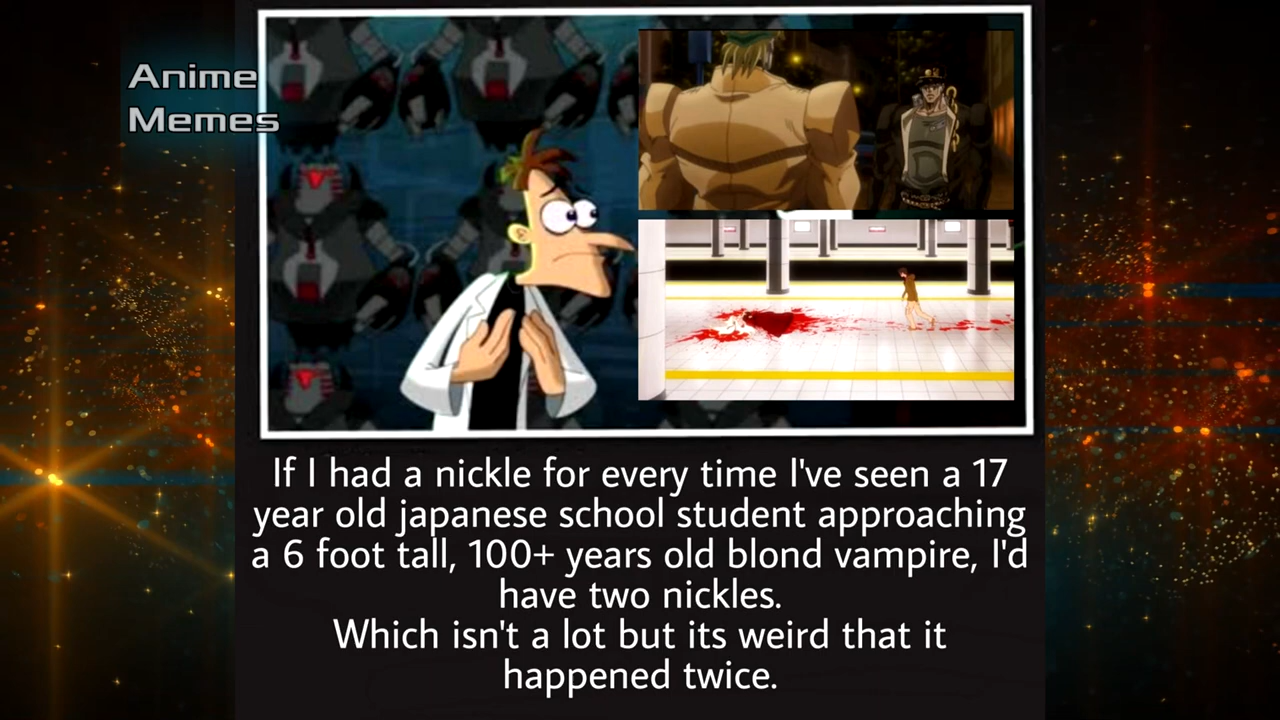 Anime
Memes
If I had a nickle for every time I've seen a 17
year old japanese school student approaching
a 6 foot tall, 100+ years old blond vampire, I'd
have two nickles.
Which isn't a lot but its weird that it
happened twice.